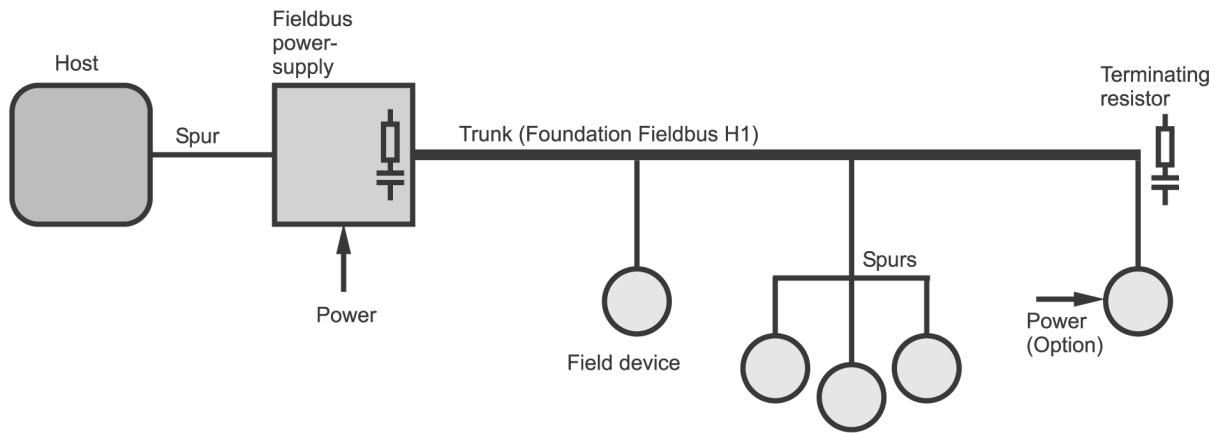 Fieldbus
power-
supply
Host
Terminating
resistor
Spur
Trunk (Foundation Fieldbus H1)
Spurs
Power
Power
(Option)
Field device